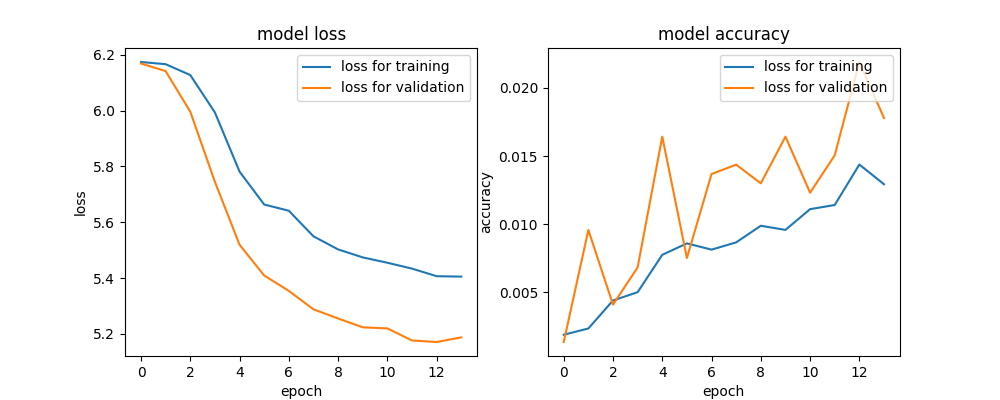 model loss
6.2
6.0
5.8
5.6
5.4
5.2
loss
loss for training
loss for validation
0 2 4 6 8 10 12
epoch
model accuracy
0.020
0.015
0.010
0.005
accuracy
loss for training
loss for validation
0 2 4 6 8 10 12
epoch